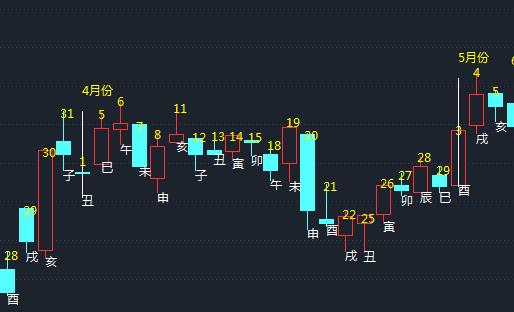 5月份
4
5
4月份
31
5
6
7
8
11
12
13
14
15
18
19
20
3
30
1
21
22
25
26
27
28
29
29
28
戌
亥
午
亥
丑
寅
卯
子
巳
未
子
午
未
丑
申
卯
辰
巳
酉
寅
申
酉
戌
亥
戌
丑
酉